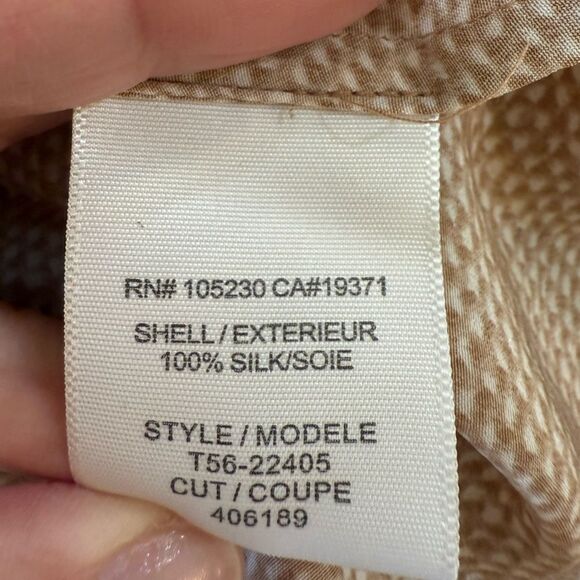 RN# 105230 CA#19371
SHELL/EXTERIEUR
100% SILK/SOIE
STYLE/MODELE
T56-22405
CUT/COUPE
406189